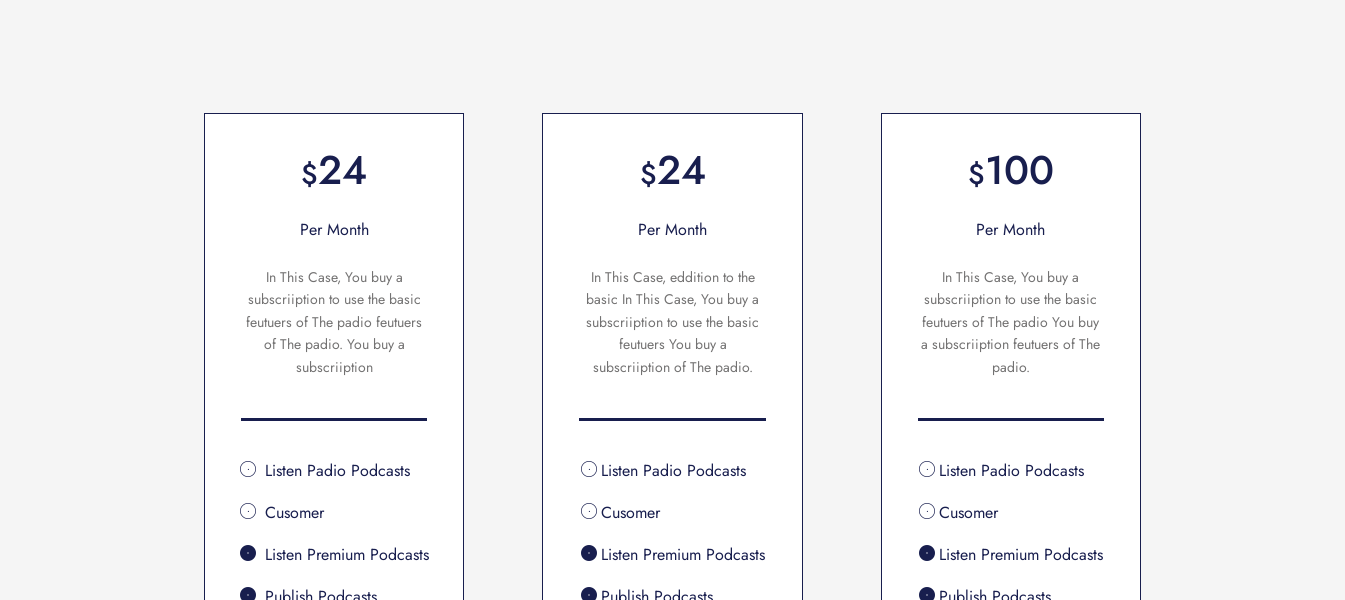 $24
Per Month
In This Case, You buy a
subscriiption to use the basic
feutuers of The padio feutuers
of The padio. You buy a
subscriiption
Listen Padio Podcasts
Cusomer
Listen Premium Podcasts
Publish Podcasts
$24
Per Month
In This Case, eddition to the
basic In This Case, You buy a
subscriiption to use the basic
feutuers You buy a
subscriiption of The padio.
Listen Padio Podcasts
Cusomer
Listen Premium Podcasts
Publish Podcasts
$100
Per Month
In This Case, You buy a
subscriiption to use the basic
feutuers of The padio You buy
a subscriiption feutuers of The
padio.
Listen Padio Podcasts
Cusomer
Listen Premium Podcasts
Publish Podcasts